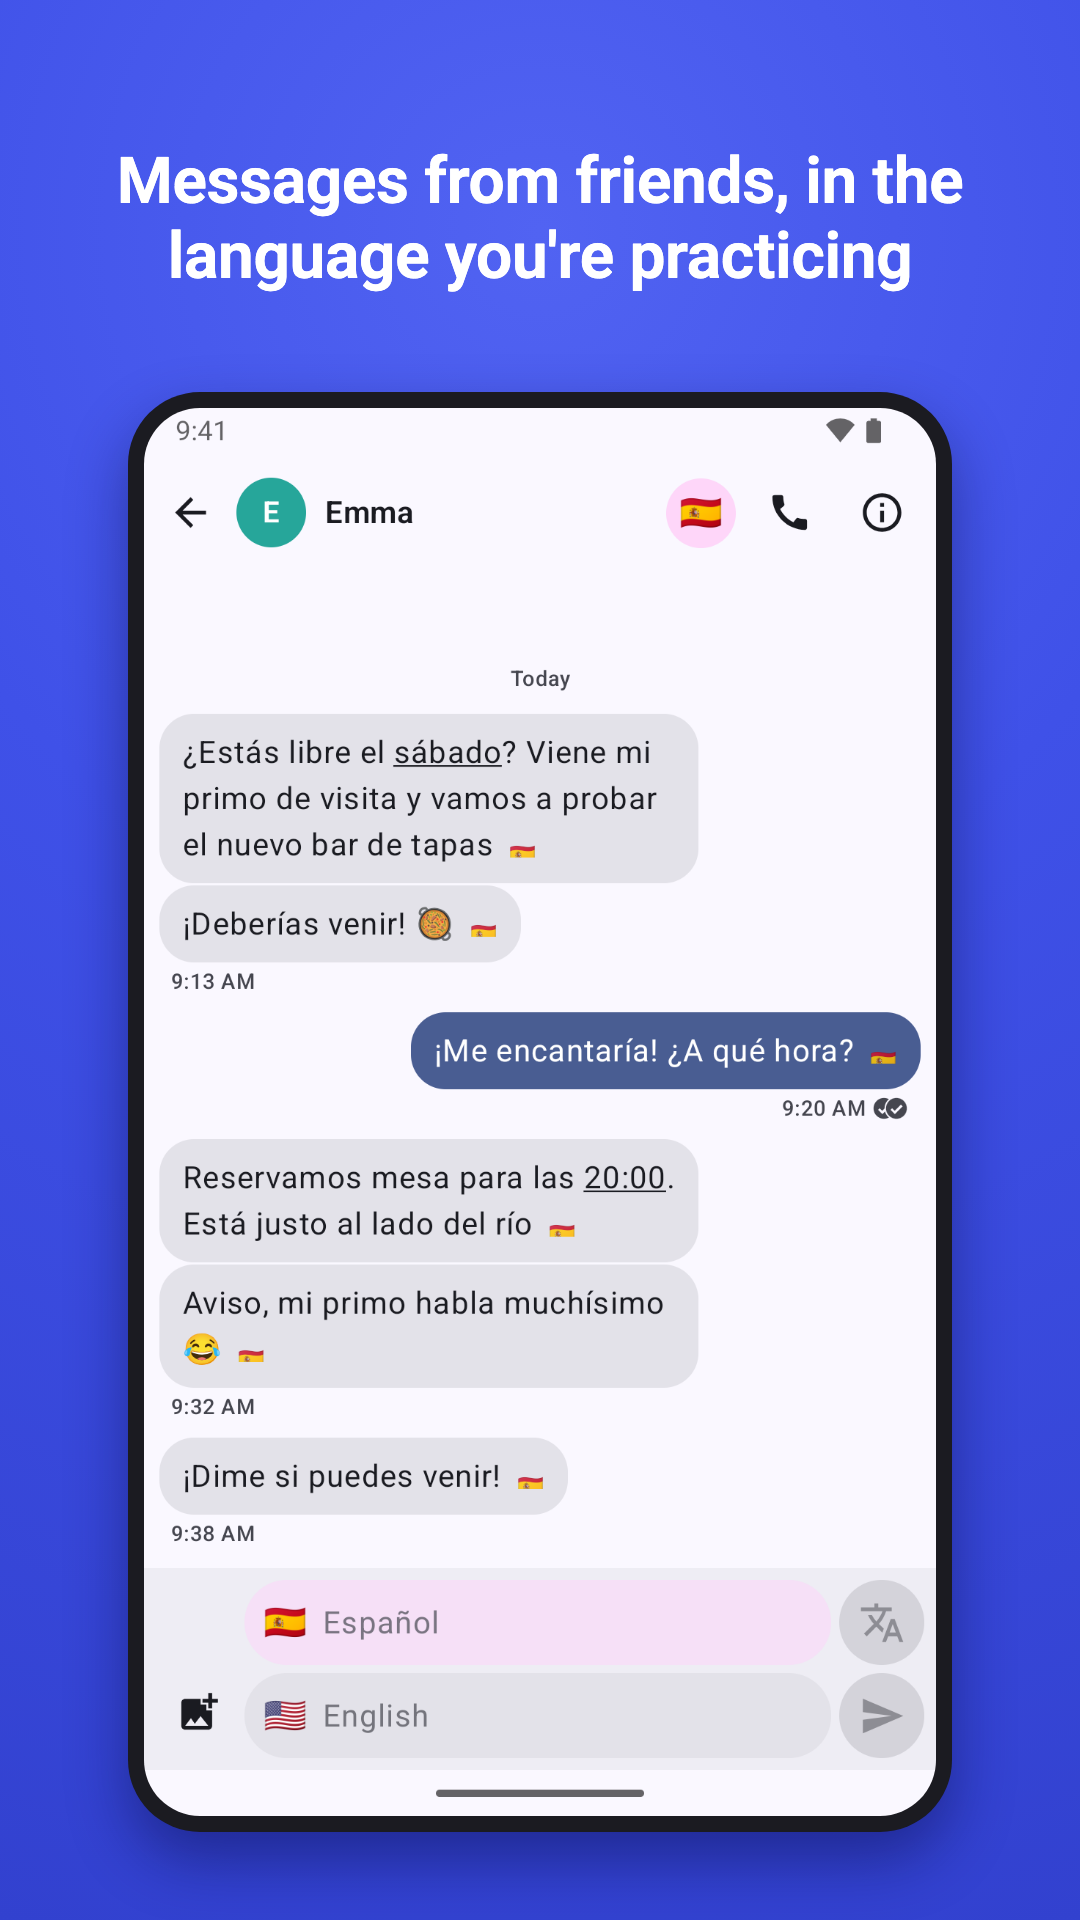 Messages from friends, in the
language you're practicing
9:41
E
Emma
Today
¿Estás libre el sábado? Viene mi
primo de visita y vamos a probar
el nuevo bar de tapas 🇪🇸
¡Deberías venir! 🥘 🇪🇸
9:13 AM
¡Me encantaría! ¿A qué hora? 🇪🇸
9:20 AM
Reservamos mesa para las 20:00.
Está justo al lado del río 🇪🇸
Aviso, mi primo habla muchísimo
😂 🇪🇸
9:32 AM
¡Dime si puedes venir! 🇪🇸
9:38 AM
🇪🇸 Español
🇺🇸 English